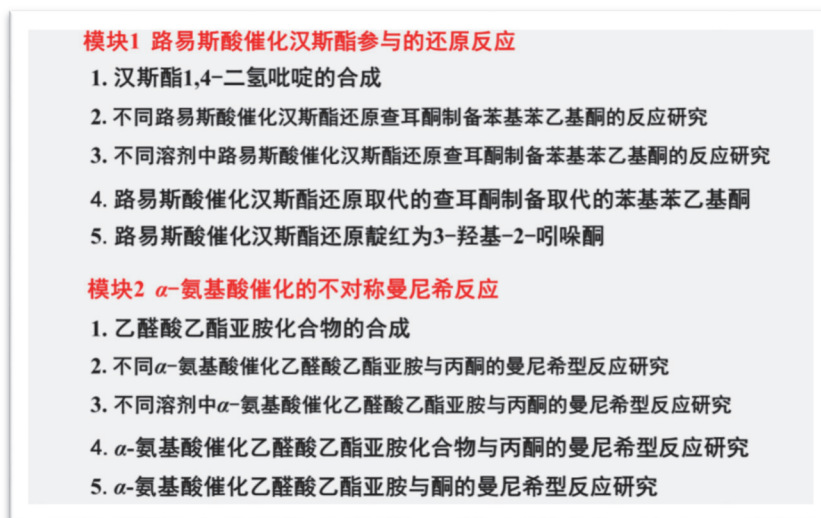 模块1 路易斯酸催化汉斯酯参与的还原反应
1. 汉斯酯1,4-二氢吡啶的合成
2. 不同路易斯酸催化汉斯酯还原查耳酮制备苯基苯乙基酮的反应研究
3. 不同溶剂中路易斯酸催化汉斯酯还原查耳酮制备苯基苯乙基酮的反应研究
4. 路易斯酸催化汉斯酯还原取代的查耳酮制备取代的苯基苯乙基酮
5. 路易斯酸催化汉斯酯还原靛红为3-羟基-2-吲哚酮
模块2 α-氨基酸催化的不对称曼尼希反应
1. 乙醛酸乙酯亚胺化合物的合成
2. 不同α-氨基酸催化乙醛酸乙酯亚胺与丙酮的曼尼希型反应研究
3. 不同溶剂中α-氨基酸催化乙醛酸乙酯亚胺与丙酮的曼尼希型反应研究
4. α-氨基酸催化乙醛酸乙酯亚胺化合物与丙酮的曼尼希型反应研究
5. α-氨基酸催化乙醛酸乙酯亚胺与酮的曼尼希型反应研究